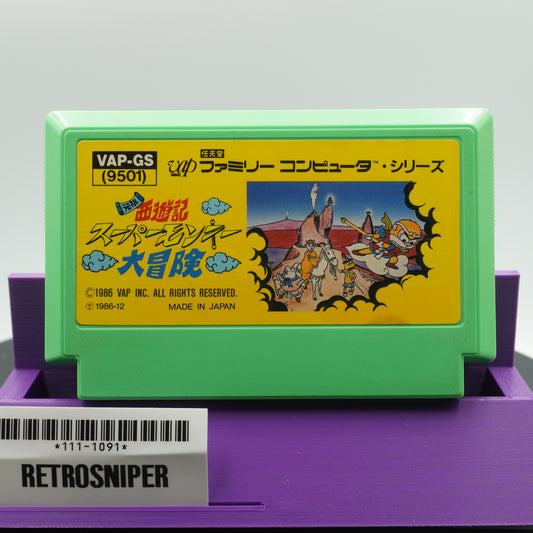 VAP-GS
(9501)
任天堂
vap ファミリー コンピュータ™・シリーズ
元祖
西遊記
スーパーモンキー
大冒険
©1986 VAP INC. ALL RIGHTS RESERVED.
Ⓣ1986-12 MADE IN JAPAN
*111-1091*
RETROSNIPER